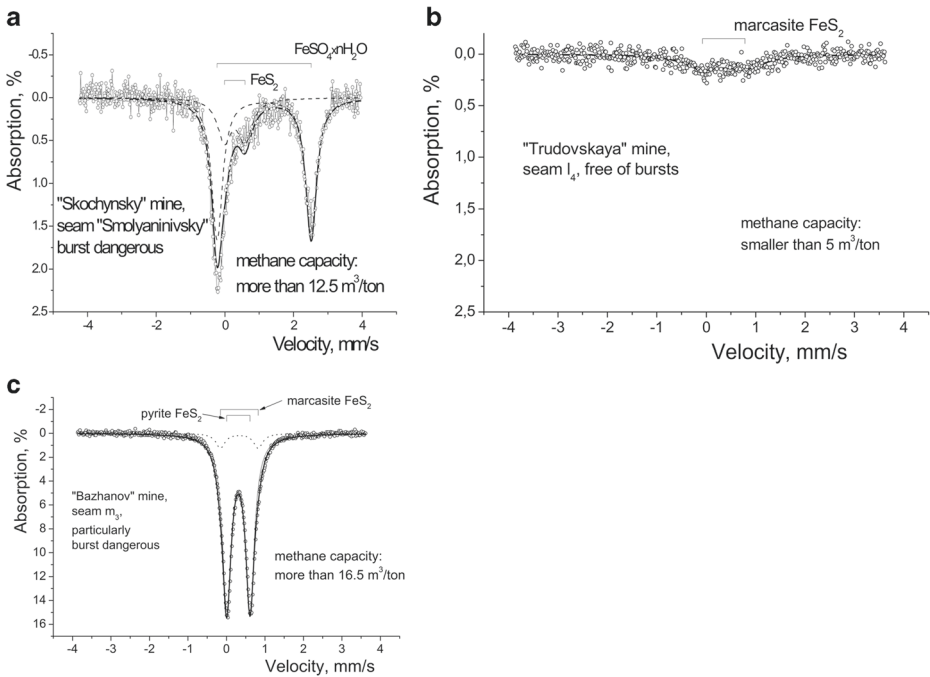 a
FeSO4xnH2O
FeS2
-0.5
0.0
0.5
1.0
1.5
2.0
2.5
Absorption, %
"Skochynsky" mine,
seam "Smolyaninivsky"
burst dangerous
methane capacity:
more than 12.5 m3/ton
-4
-2
0
2
4
Velocity, mm/s
b
marcasite FeS2
0,0
0,5
1,0
1,5
2,0
2,5
Absorption, %
"Trudovskaya" mine,
seam l4, free of bursts
methane capacity:
smaller than 5 m3/ton
-4 -3 -2 -1 0 1 2 3 4
Velocity, mm/s
c
marcasite FeS2
pyrite FeS2
-2
0
2
4
6
8
10
12
14
16
Absorption, %
"Bazhanov" mine,
seam m3,
particularly
burst dangerous
methane capacity:
more than 16.5 m3/ton
-4 -3 -2 -1 0 1 2 3 4
Velocity, mm/s